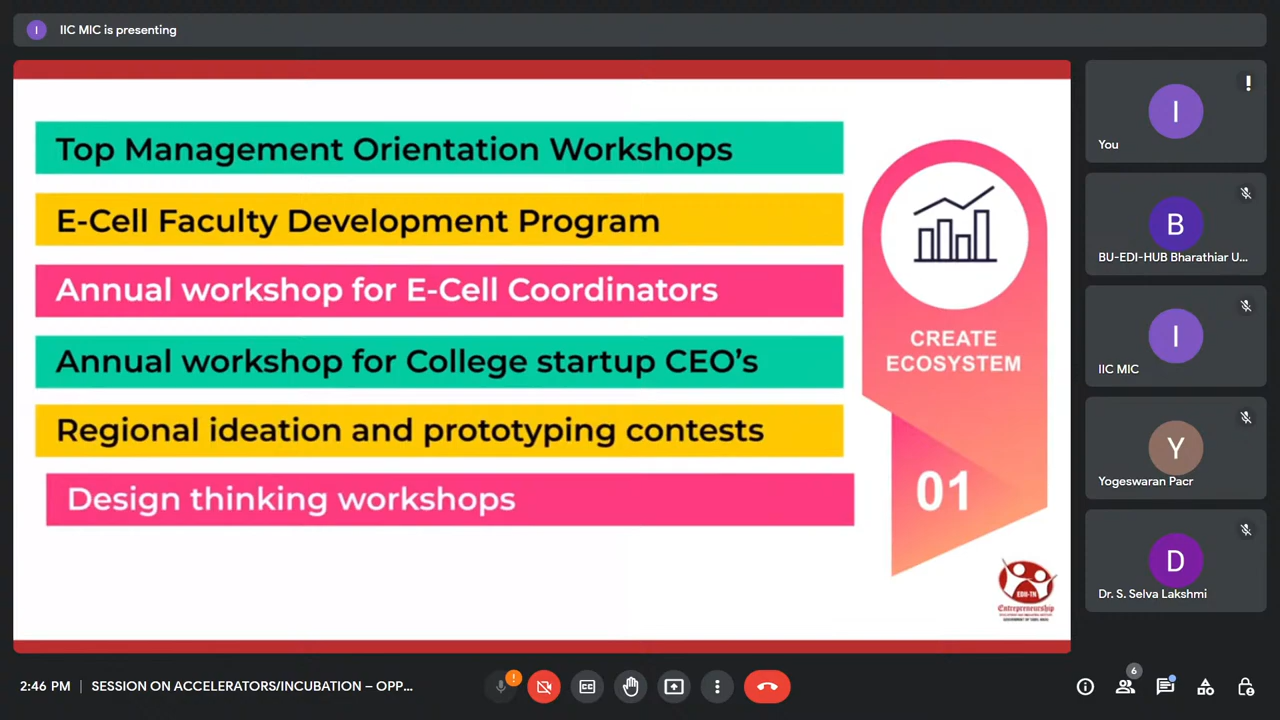 I
IIC MIC is presenting
Top Management Orientation Workshops
E-Cell Faculty Development Program
Annual workshop for E-Cell Coordinators
Annual workshop for College startup CEO’s
Regional ideation and prototyping contests
Design thinking workshops
CREATE
ECOSYSTEM
01
EDII-TN
Entrepreneurship
I
You
B
BU-EDI-HUB Bharathiar U...
I
IIC MIC
Y
Yogeswaran Pacr
D
Dr. S. Selva Lakshmi
2:46 PM | SESSION ON ACCELERATORS/INCUBATION – OPP...
6